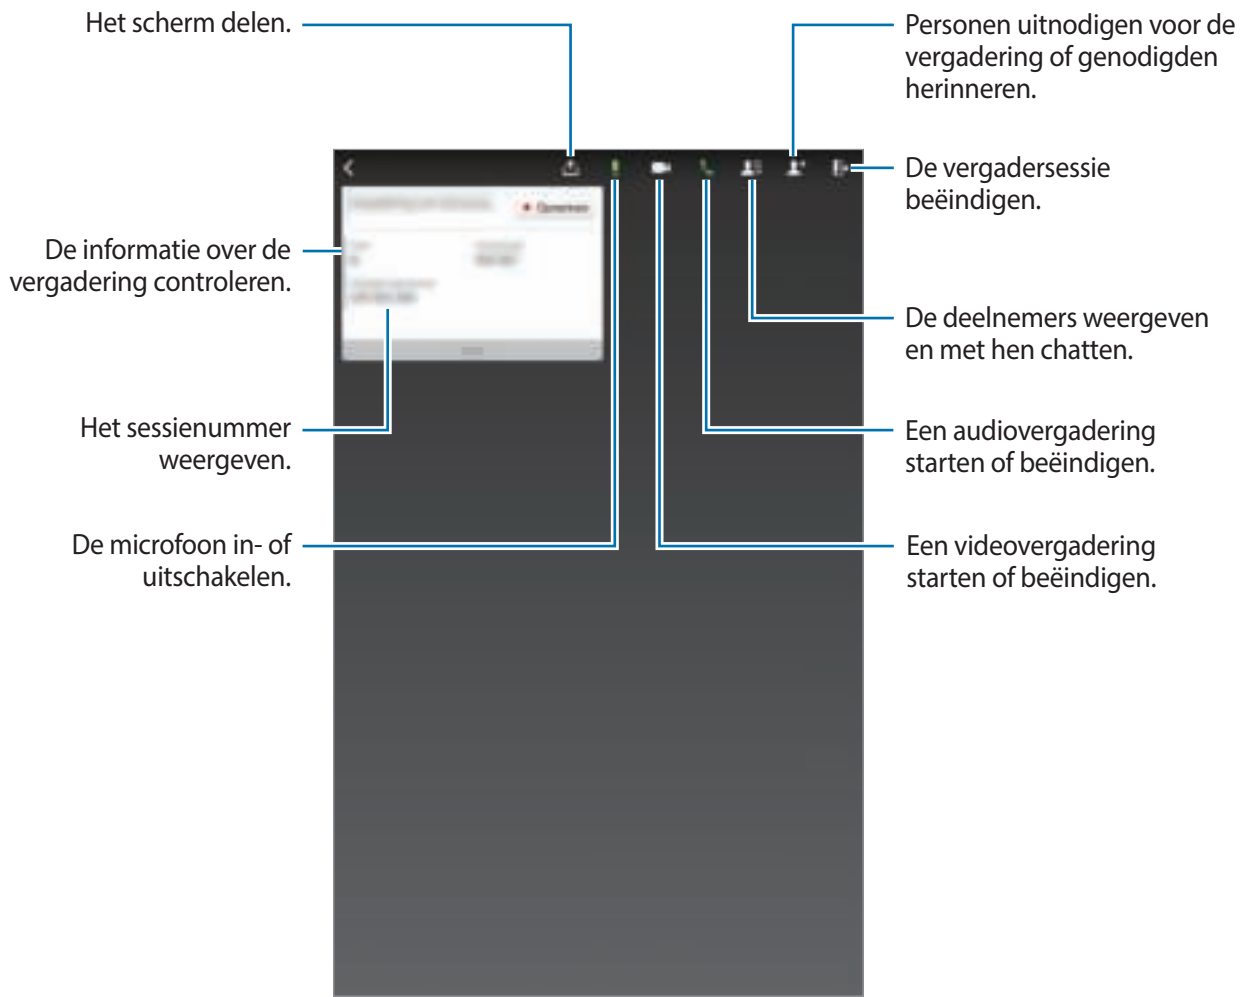 Het scherm delen.
Personen uitnodigen voor de
vergadering of genodigden
herinneren.
De vergadersessie
beëindigen.
De informatie over de
vergadering controleren.
De deelnemers weergeven
en met hen chatten.
Het sessienummer
weergeven.
Een audiovergadering
starten of beëindigen.
De microfoon in- of
uitschakelen.
Een videovergadering
starten of beëindigen.